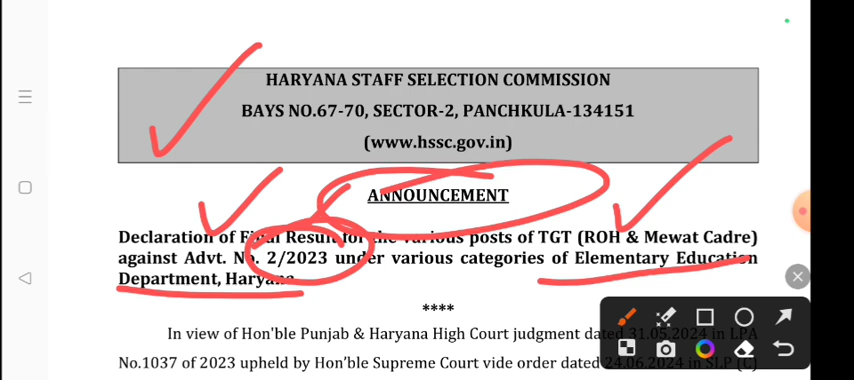 HARYANA STAFF SELECTION COMMISSION
BAYS NO.67-70, SECTOR-2, PANCHKULA-134151
(www.hssc.gov.in)
ANNOUNCEMENT
Declaration of Final Result for the various posts of TGT (ROH & Mewat Cadre)
against Advt. No. 2/2023 under various categories of Elementary Education
Department, Haryana
****
In view of Hon'ble Punjab & Haryana High Court judgment dated 31.05.2024 in LPA
No.1037 of 2023 upheld by Hon'ble Supreme Court vide order dated 24.06.2024 in SLP (C)